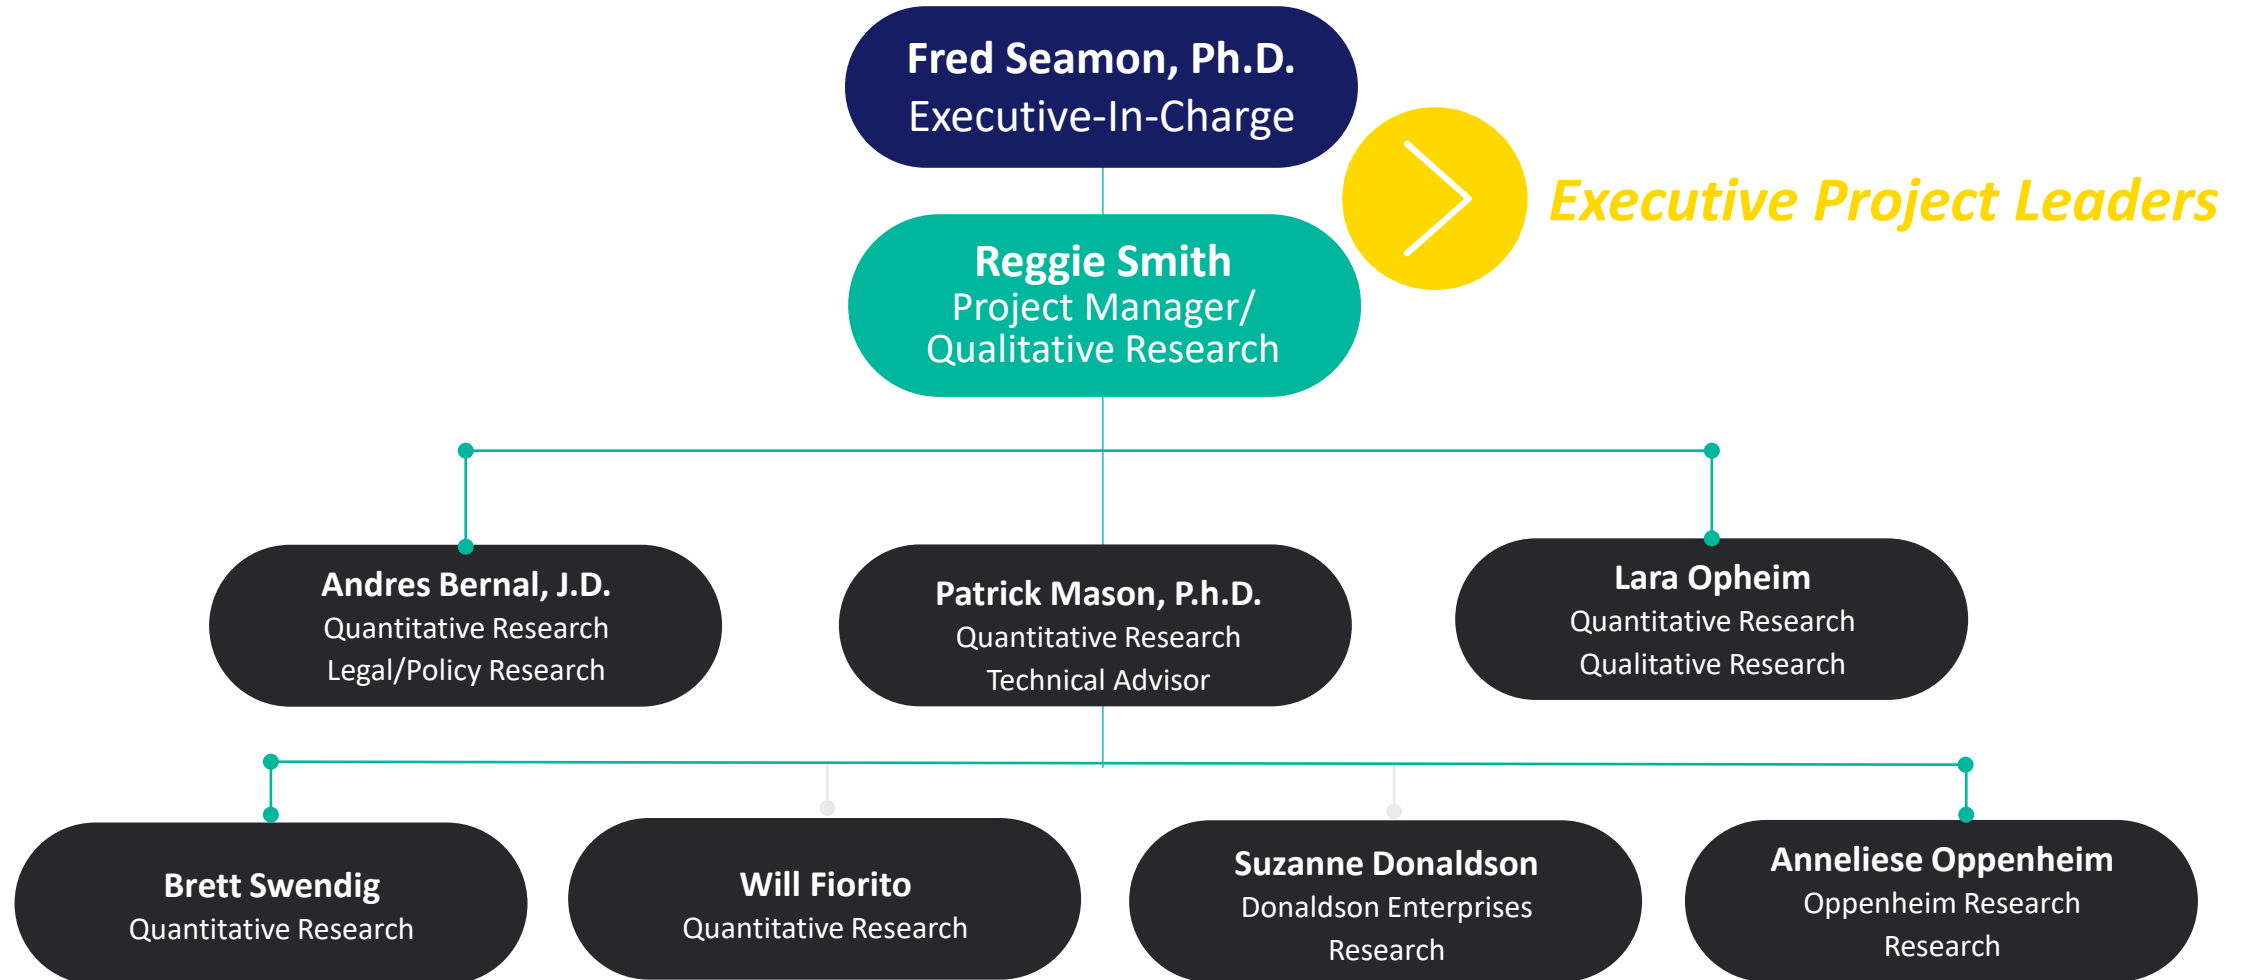 Fred Seamon, Ph.D.
Executive-In-Charge
Executive Project Leaders
Reggie Smith
Project Manager/
Qualitative Research
Andres Bernal, J.D.
Quantitative Research
Legal/Policy Research
Patrick Mason, P.h.D.
Quantitative Research
Technical Advisor
Lara Opheim
Quantitative Research
Qualitative Research
Brett Swendig
Quantitative Research
Will Fiorito
Quantitative Research
Suzanne Donaldson
Donaldson Enterprises
Research
Anneliese Oppenheim
Oppenheim Research
Research